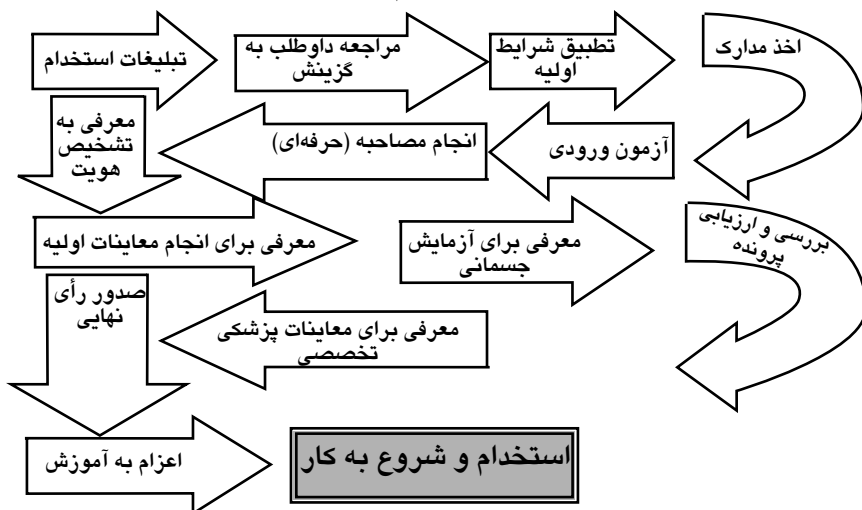 تبلیغات استخدام
مراجعه داوطلب به
گزینش
تطبیق شرایط
اولیه
اخذ مدارک
آزمون ورودی
انجام مصاحبه (حرفه‌ای)
معرفی به
تشخیص
هویت
معرفی برای انجام معاینات اولیه
معرفی برای آزمایش
جسمانی
بررسی و ارزیابی
پرونده
معرفی برای معاینات پزشکی
تخصصی
صدور رأی
نهایی
اعزام به آموزش
استخدام و شروع به کار